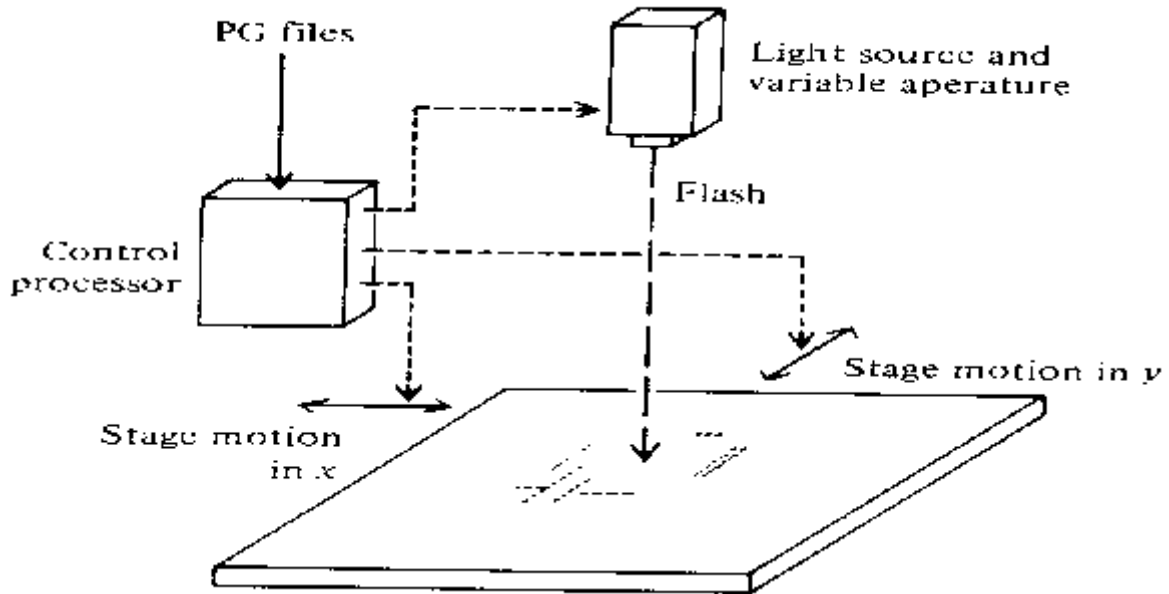 PG files
Light source and
variable aperature
Flash
Control
processor
Stage motion in y
Stage motion
in x